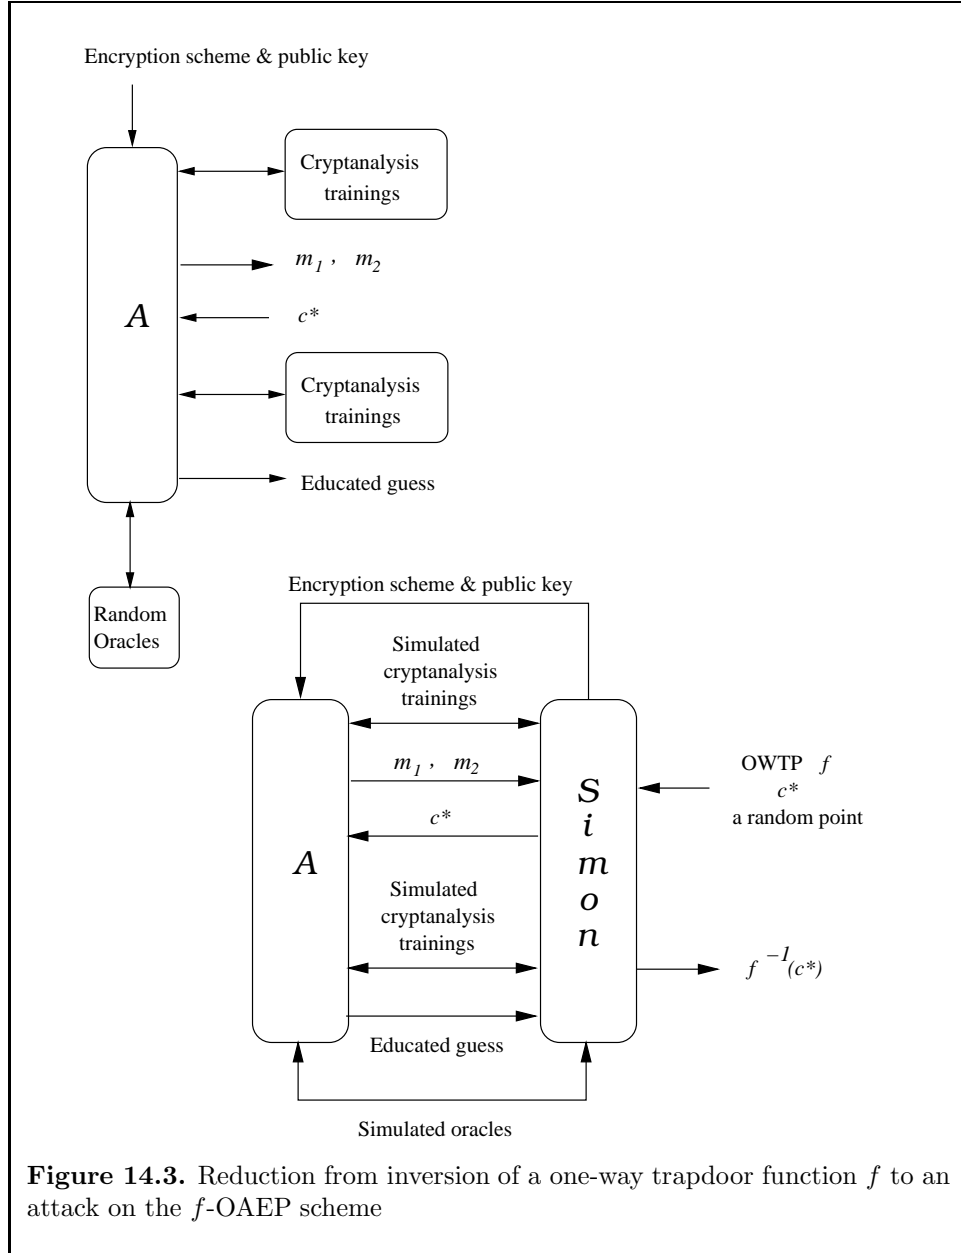 Encryption scheme & public key
Cryptanalysis
trainings
m1 , m2
A
c*
Cryptanalysis
trainings
Educated guess
Random
Oracles
Encryption scheme & public key
Simulated
cryptanalysis
trainings
m1 , m2
c*
A
Simulated
cryptanalysis
trainings
Educated guess
S
i
m
o
n
OWTP f
c*
a random point
f −1(c*)
Simulated oracles
Figure 14.3. Reduction from inversion of a one-way trapdoor function f to an
attack on the f-OAEP scheme